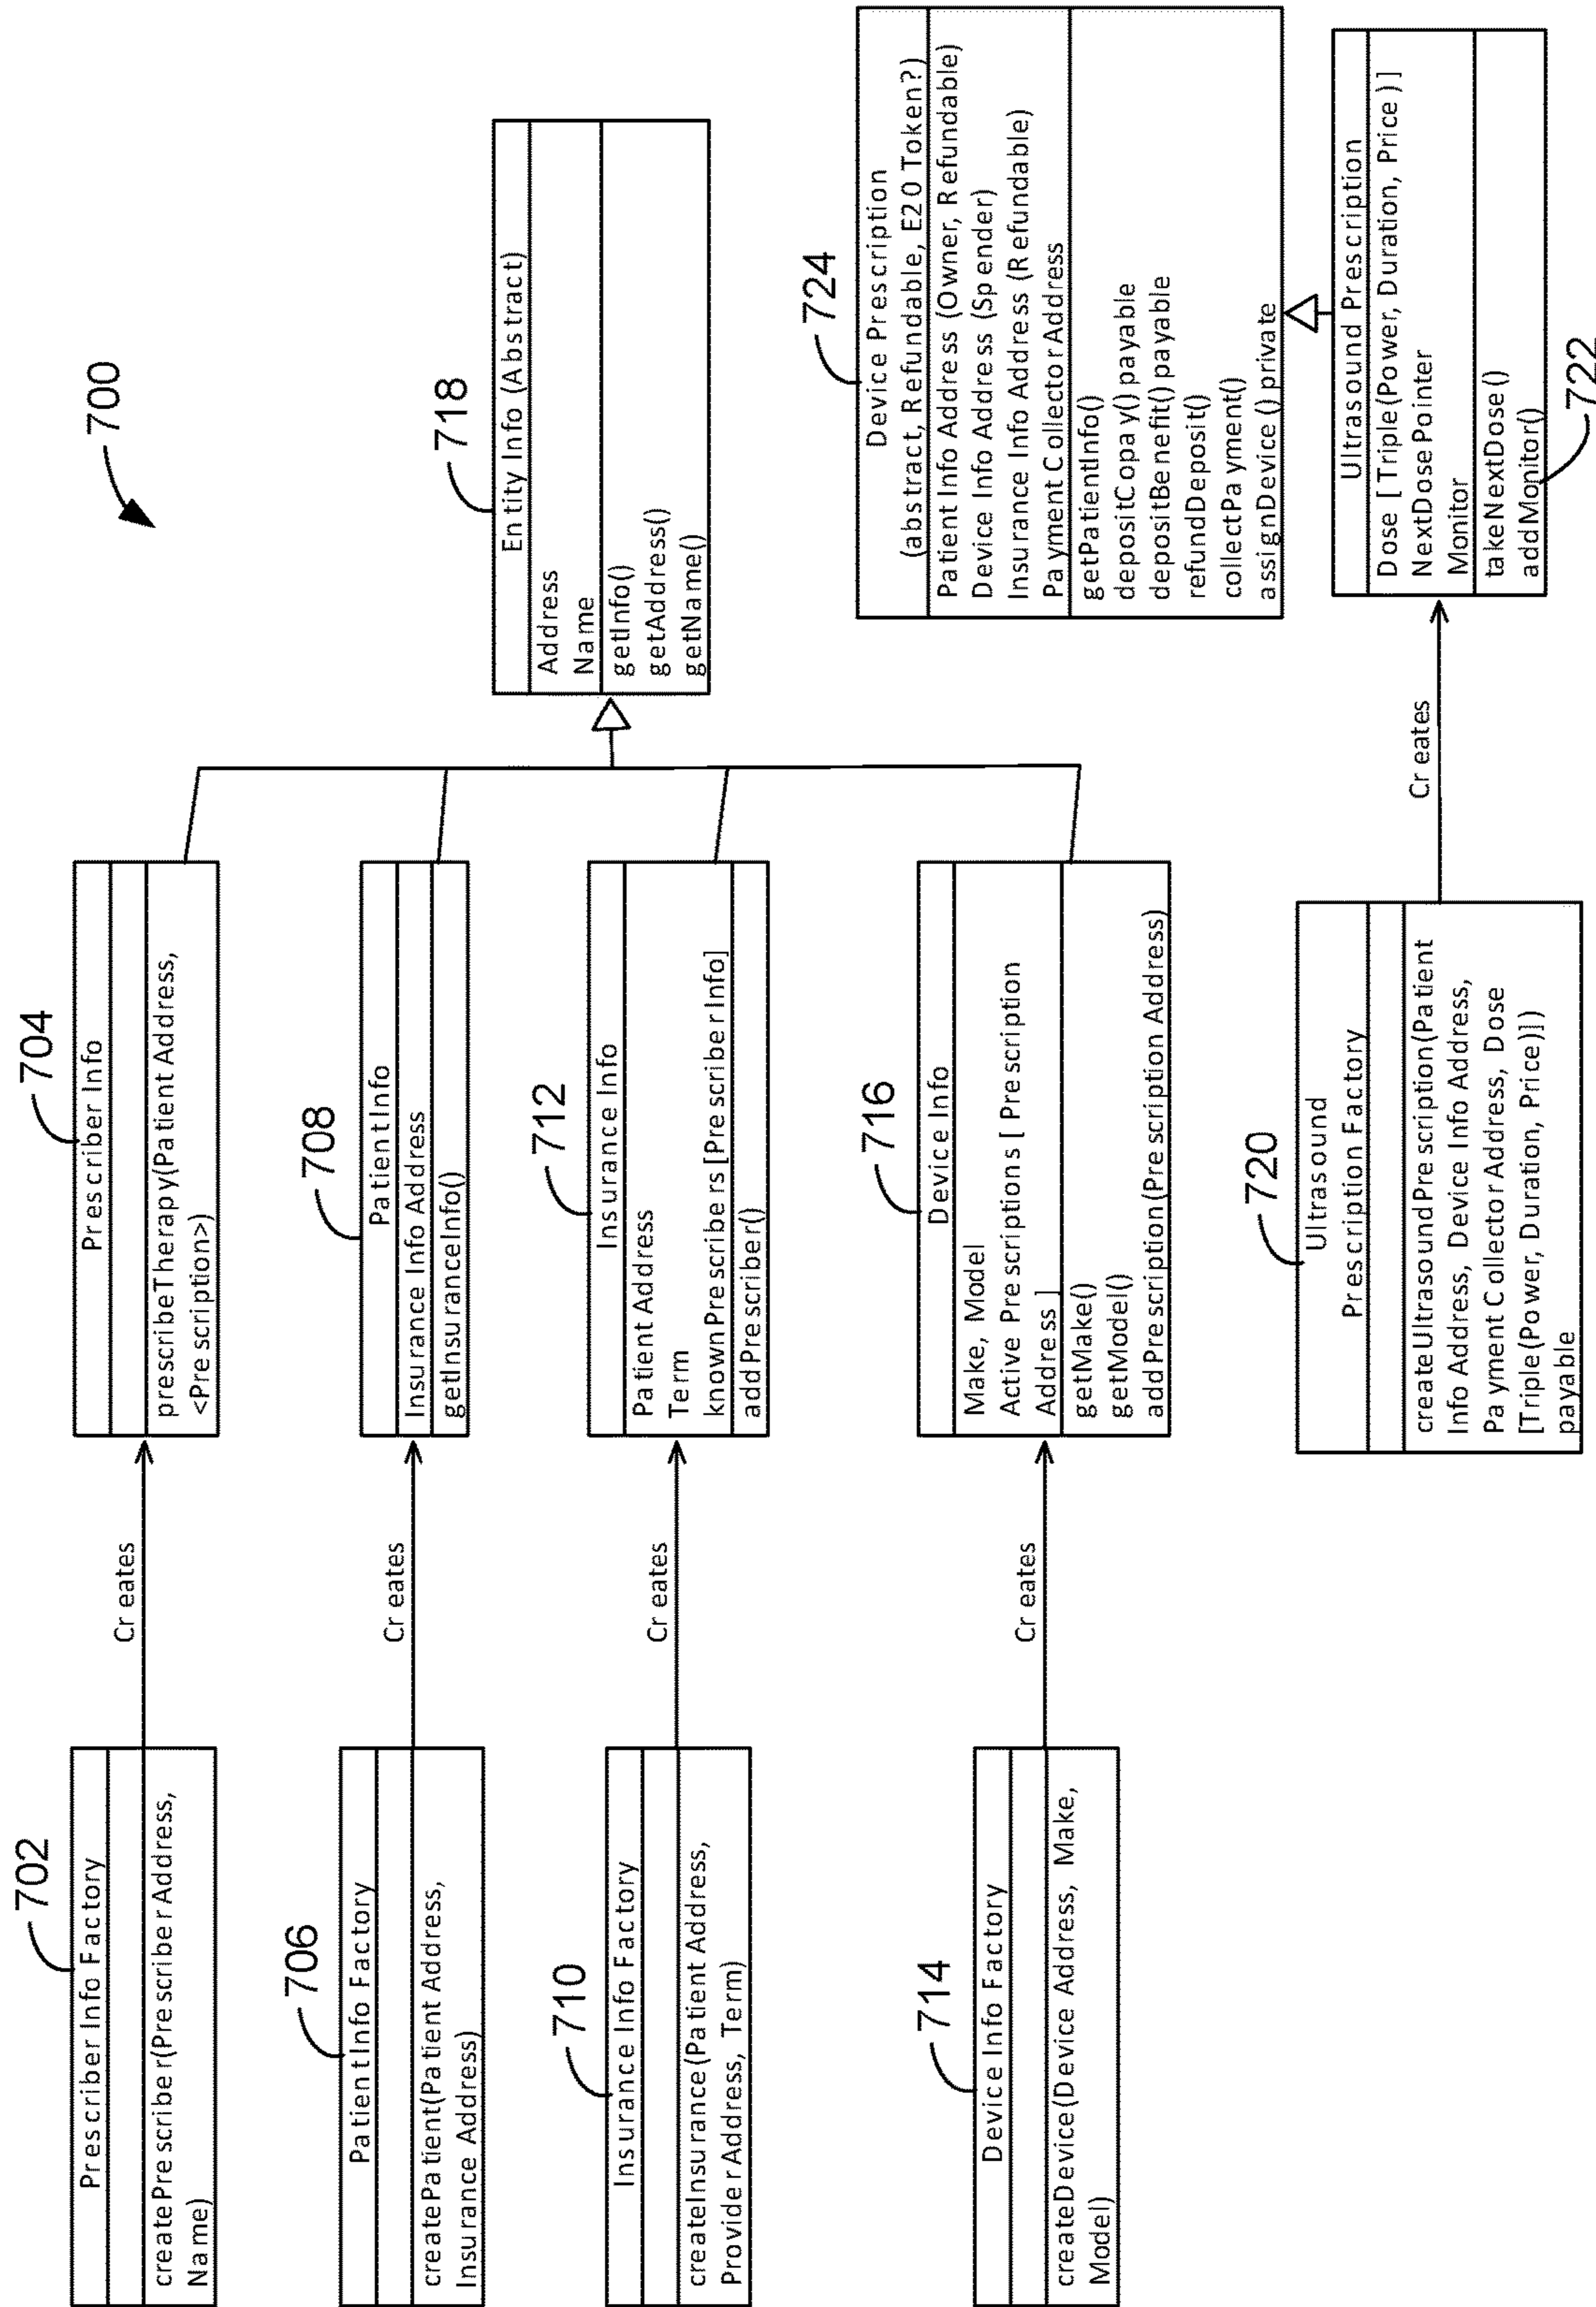 700
702
Prescriber Info Factory
createPrescriber(Prescriber Address,
Name)
Creates
704
Prescriber Info
prescribeTherapy(Patient Address,
<Prescription>)
706
Patient Info Factory
createPatient(Patient Address,
Insurance Address)
Creates
708
Patient Info
Insurance Info Address
getInsuranceInfo()
710
Insurance Info Factory
createInsurance(Patient Address,
Provider Address, Term)
Creates
712
Insurance Info
Patient Address
Term
knownPrescribers [PrescriberInfo]
addPrescriber()
714
Device Info Factory
createDevice(Device Address, Make,
Model)
Creates
716
Device Info
Make, Model
Active Prescriptions [Prescription
Address]
getMake()
getModel()
addPrescription(Prescription Address)
718
Entity Info (Abstract)
Address
Name
getInfo()
getAddress()
getName()
720
Ultrasound
Prescription Factory
createUltrasoundPrescription(Patient
Info Address, Device Info Address,
Payment Collector Address, Dose
[Triple(Power, Duration, Price)])
payable
Creates
724
Device Prescription
(abstract, Refundable, E20 Token?)
Patient Info Address (Owner, Refundable)
Device Info Address (Spender)
Insurance Info Address (Refundable)
Payment Collector Address
getPatientInfo()
depositCopay() payable
depositBenefit() payable
refundDeposit()
collectPayment()
assignDevice () private
Ultrasound Prescription
Dose [Triple(Power, Duration, Price)]
NextDosePointer
Monitor
takeNextDose()
addMonitor()
722